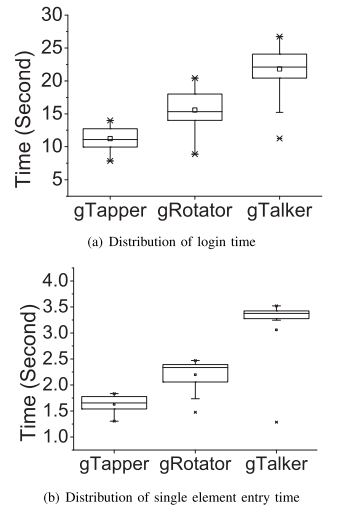 Time (Second)
30
25
20
15
10
5
gTapper gRotator gTalker
(a) Distribution of login time
Time (Second)
4.0
3.5
3.0
2.5
2.0
1.5
1.0
gTapper gRotator gTalker
(b) Distribution of single element entry time